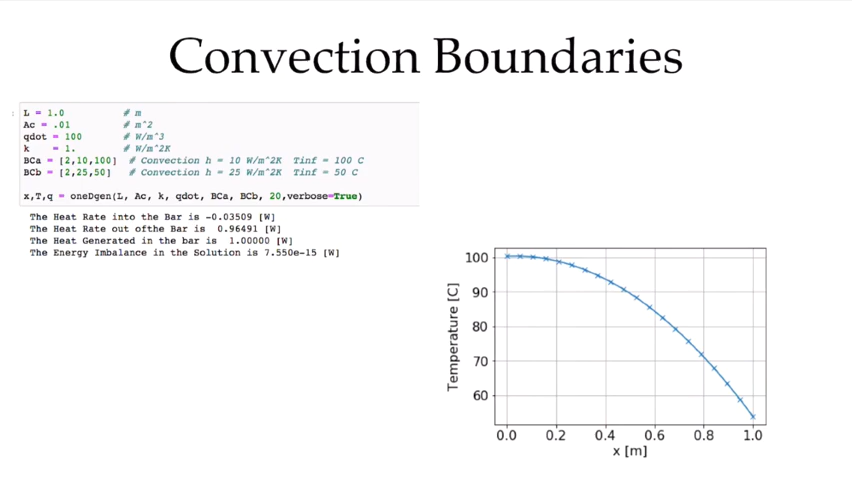 Convection Boundaries
L = 1.0 # m
Ac = .01 # m^2
qdot = 100 # W/m^3
k = 1. # W/m^2K
BCa = [2,10,100] # Convection h = 10 W/m^2K Tinf = 100 C
BCb = [2,25,50] # Convection h = 25 W/m^2K Tinf = 50 C
x,T,q = oneDgen(L, Ac, k, qdot, BCa, BCb, 20,verbose=True)
The Heat Rate into the Bar is -0.03509 [W]
The Heat Rate out ofthe Bar is 0.96491 [W]
The Heat Generated in the bar is 1.00000 [W]
The Energy Imbalance in the Solution is 7.550e-15 [W]
100
90
80
70
60
Temperature [C]
0.0 0.2 0.4 0.6 0.8 1.0
x [m]